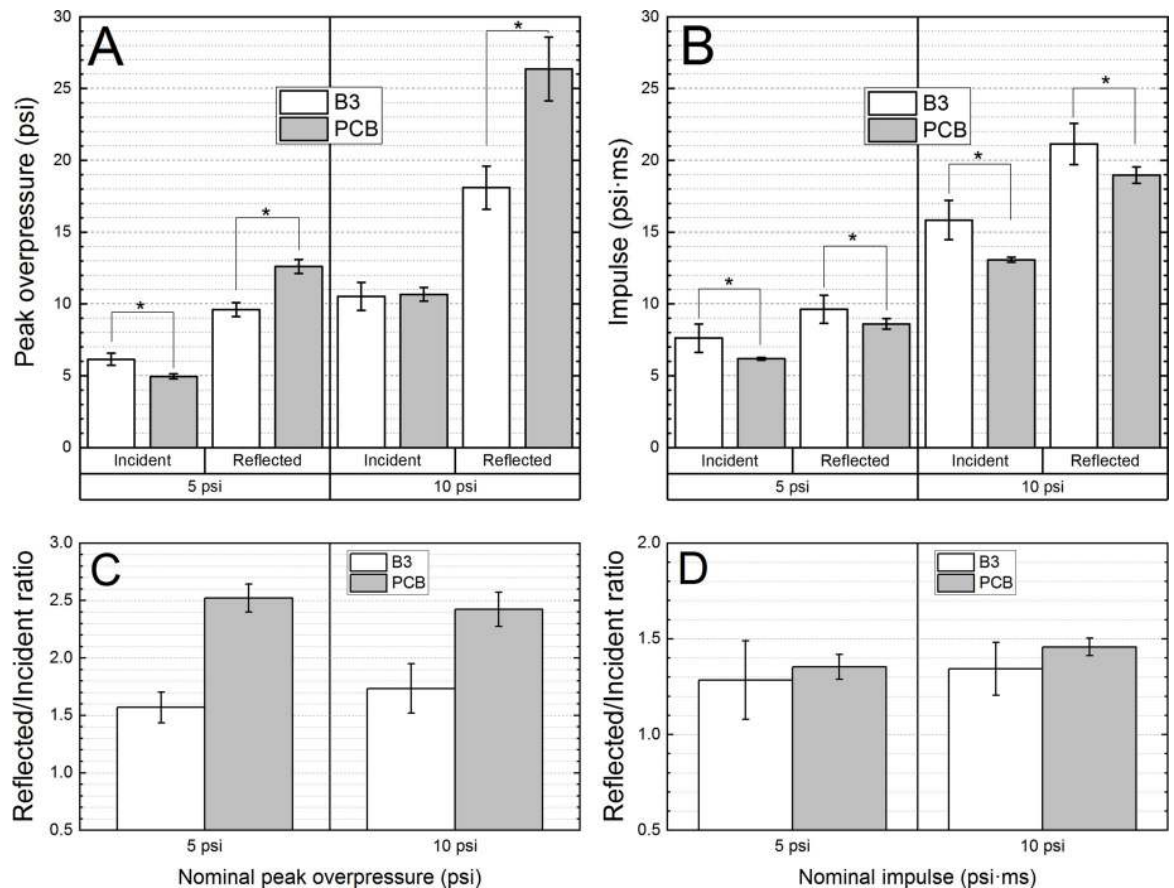 A
Peak overpressure (psi)
30
25
20
15
10
5
0
B3
PCB
*
*
*
Incident
Reflected
Incident
Reflected
5 psi
10 psi
B
Impulse (psi·ms)
30
25
20
15
10
5
0
B3
PCB
*
*
*
*
Incident
Reflected
Incident
Reflected
5 psi
10 psi
C
Reflected/Incident ratio
3.0
2.5
2.0
1.5
1.0
0.5
B3
PCB
5 psi
10 psi
Nominal peak overpressure (psi)
D
Reflected/Incident ratio
2.0
1.5
1.0
0.5
B3
PCB
5 psi
10 psi
Nominal impulse (psi·ms)